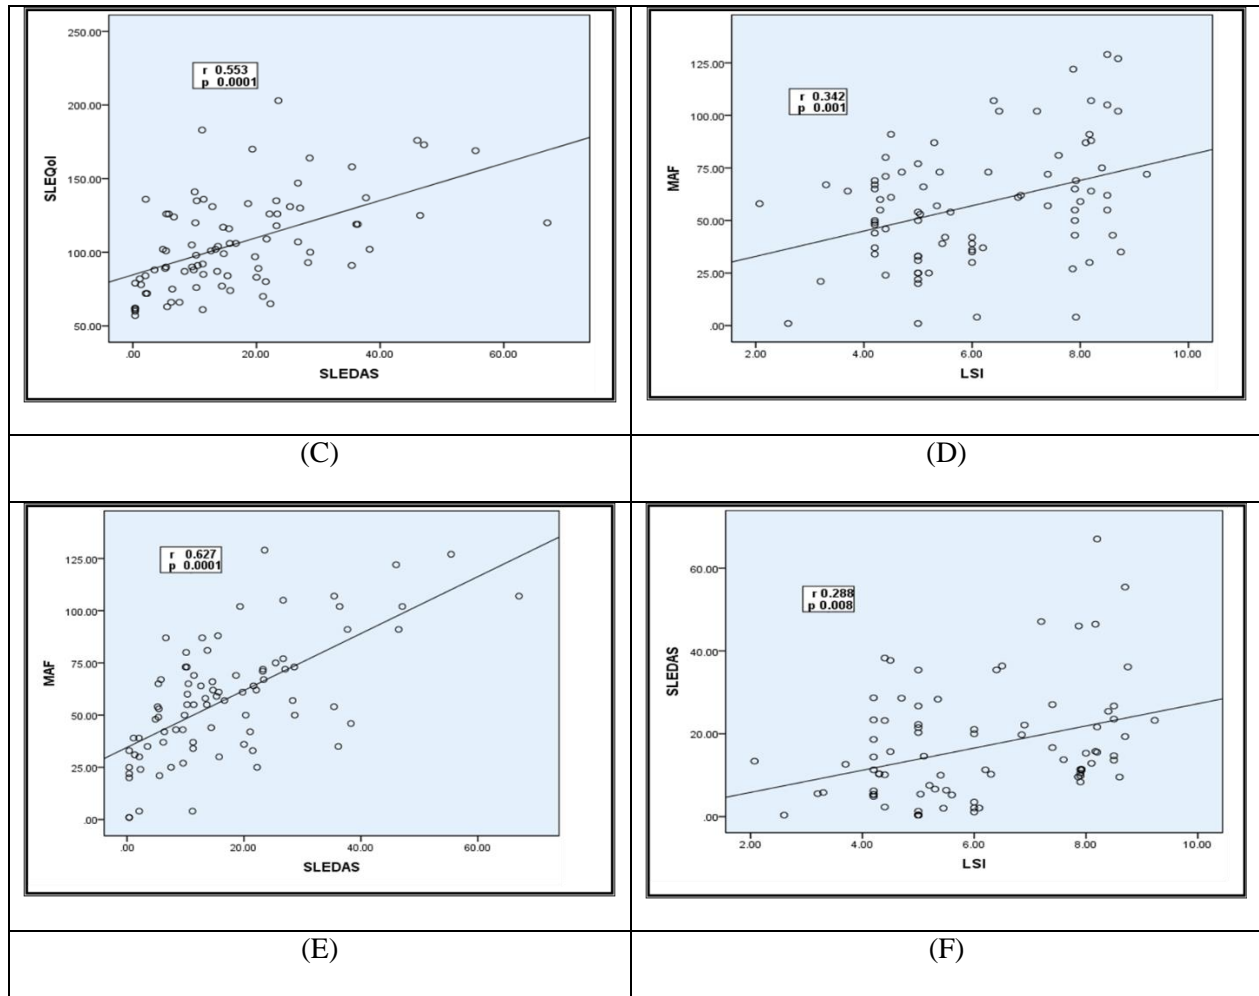 250.00
200.00
150.00
100.00
50.00
SLEQol
r 0.553
p 0.0001
.00 20.00 40.00 60.00
SLEDAS
125.00
100.00
75.00
50.00
25.00
.00
MAF
r 0.342
p 0.001
2.00 4.00 6.00 8.00 10.00
LSI
(C) (D)
125.00
100.00
75.00
50.00
25.00
.00
MAF
r 0.627
p 0.0001
.00 20.00 40.00 60.00
SLEDAS
60.00
40.00
20.00
.00
SLEDAS
r 0.288
p 0.008
2.00 4.00 6.00 8.00 10.00
LSI
(E) (F)